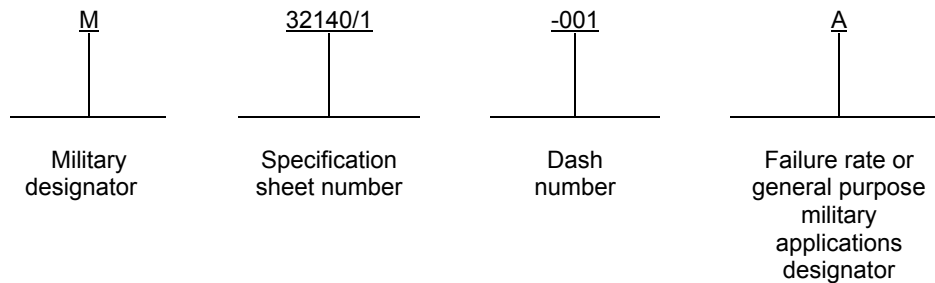 M 32140/1 -001 A
Military
designator
Specification
sheet number
Dash
number
Failure rate or
general purpose
military
applications
designator